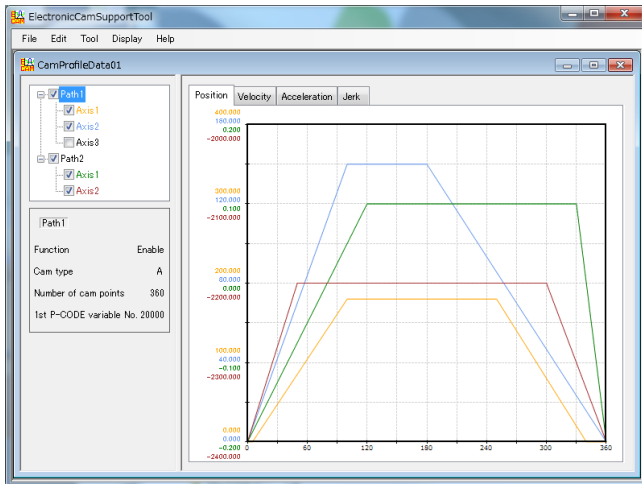 ElectronicCamSupportTool
File Edit Tool Display Help
CamProfileData01
Path1
Axis1
Axis2
Axis3
Path2
Axis1
Axis2
Path1
Function Enable
Cam type A
Number of cam points 360
1st P-CODE variable No. 20000
Position Velocity Acceleration Jerk
400.000
160.000
0.200
-2000.000
300.000
120.000
0.100
-2100.000
200.000
80.000
0.000
-2200.000
100.000
40.000
-0.100
-2300.000
0.000
0.000
-0.200
-2400.000
0 60 120 180 240 300 360